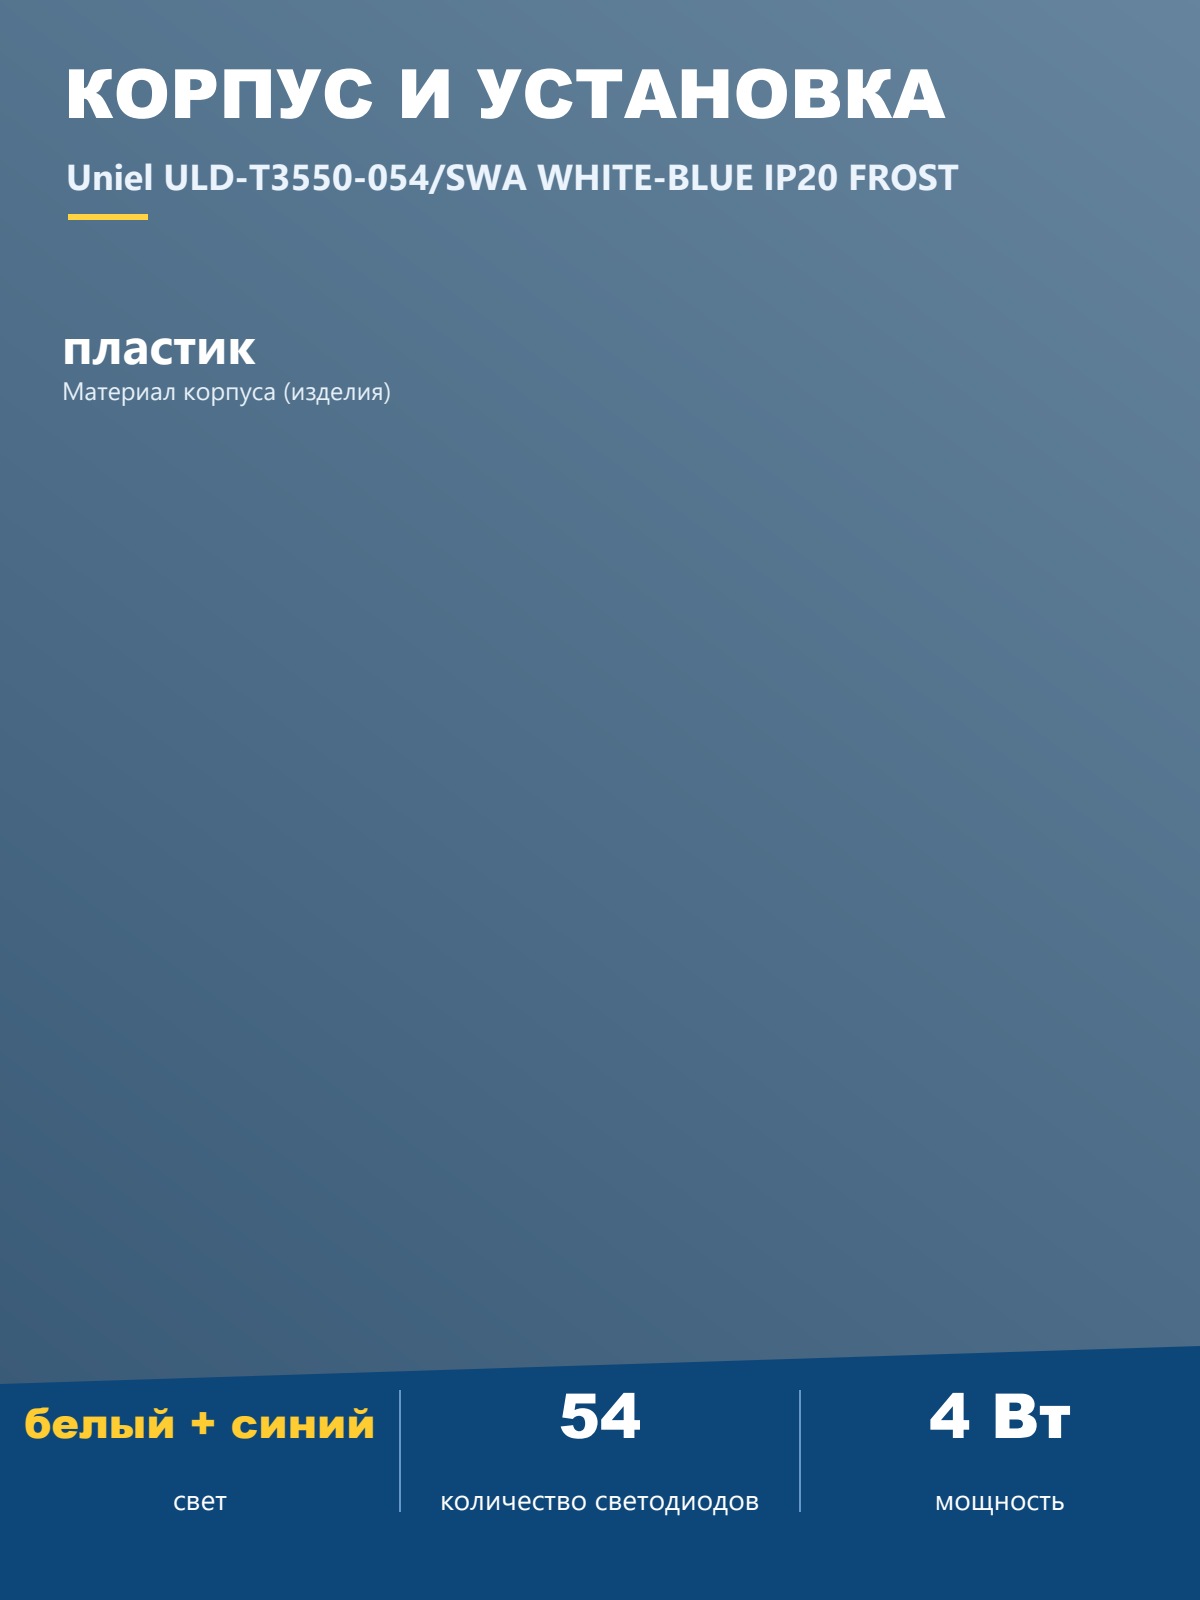 КОРПУС И УСТАНОВКА
Uniel ULD-T3550-054/SWA WHITE-BLUE IP20 FROST
пластик
Материал корпуса (изделия)
белый + синий
свет
54
количество светодиодов
4 Вт
мощность